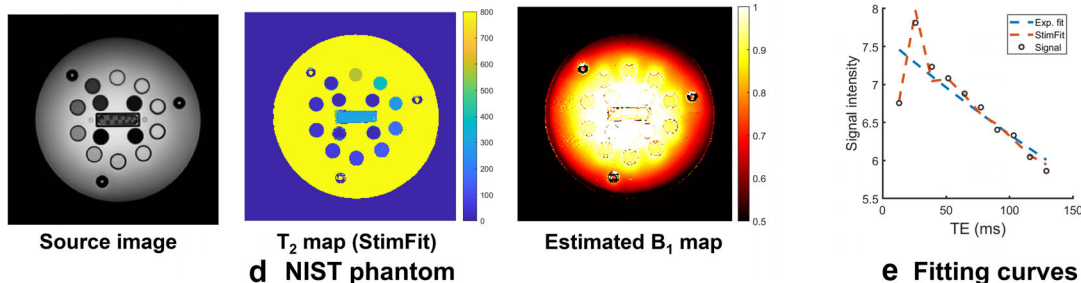 800
700
600
500
400
300
200
100
0
1
0.9
0.8
0.7
0.6
0.5
Source image
T₂ map (StimFit)
Estimated B₁ map
d NIST phantom
Signal intensity
8
7.5
7
6.5
6
5.5
0
50
100
150
TE (ms)
Exp. fit
StimFit
Signal
e Fitting curves